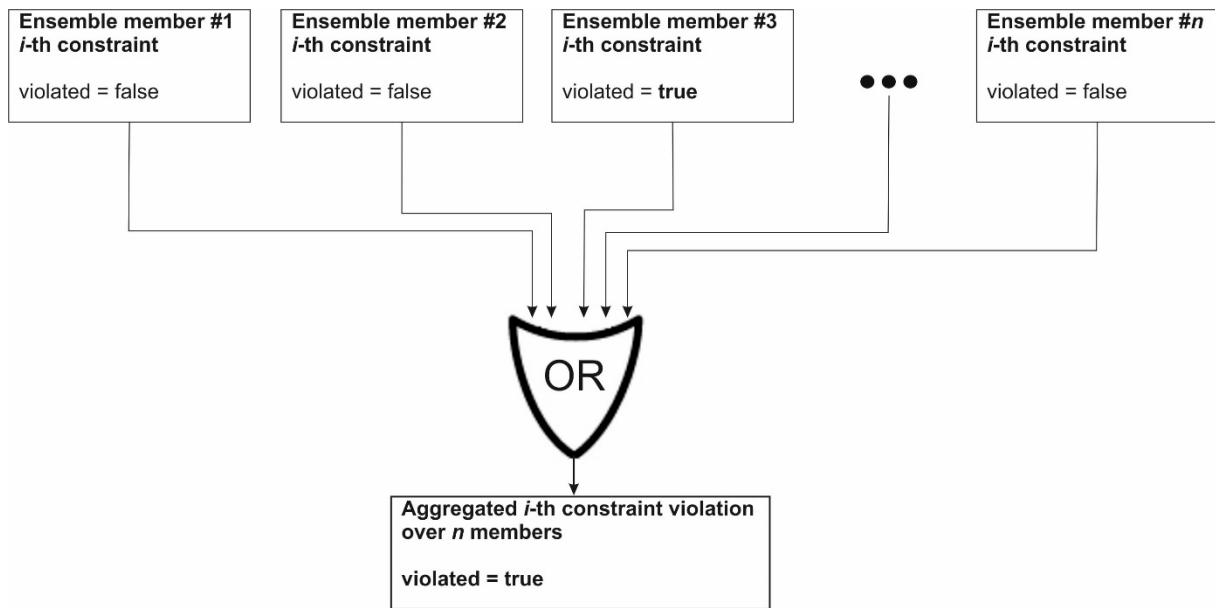 Ensemble member #1
i-th constraint
violated = false
Ensemble member #2
i-th constraint
violated = false
Ensemble member #3
i-th constraint
violated = true
Ensemble member #n
i-th constraint
violated = false
OR
Aggregated i-th constraint violation
over n members
violated = true